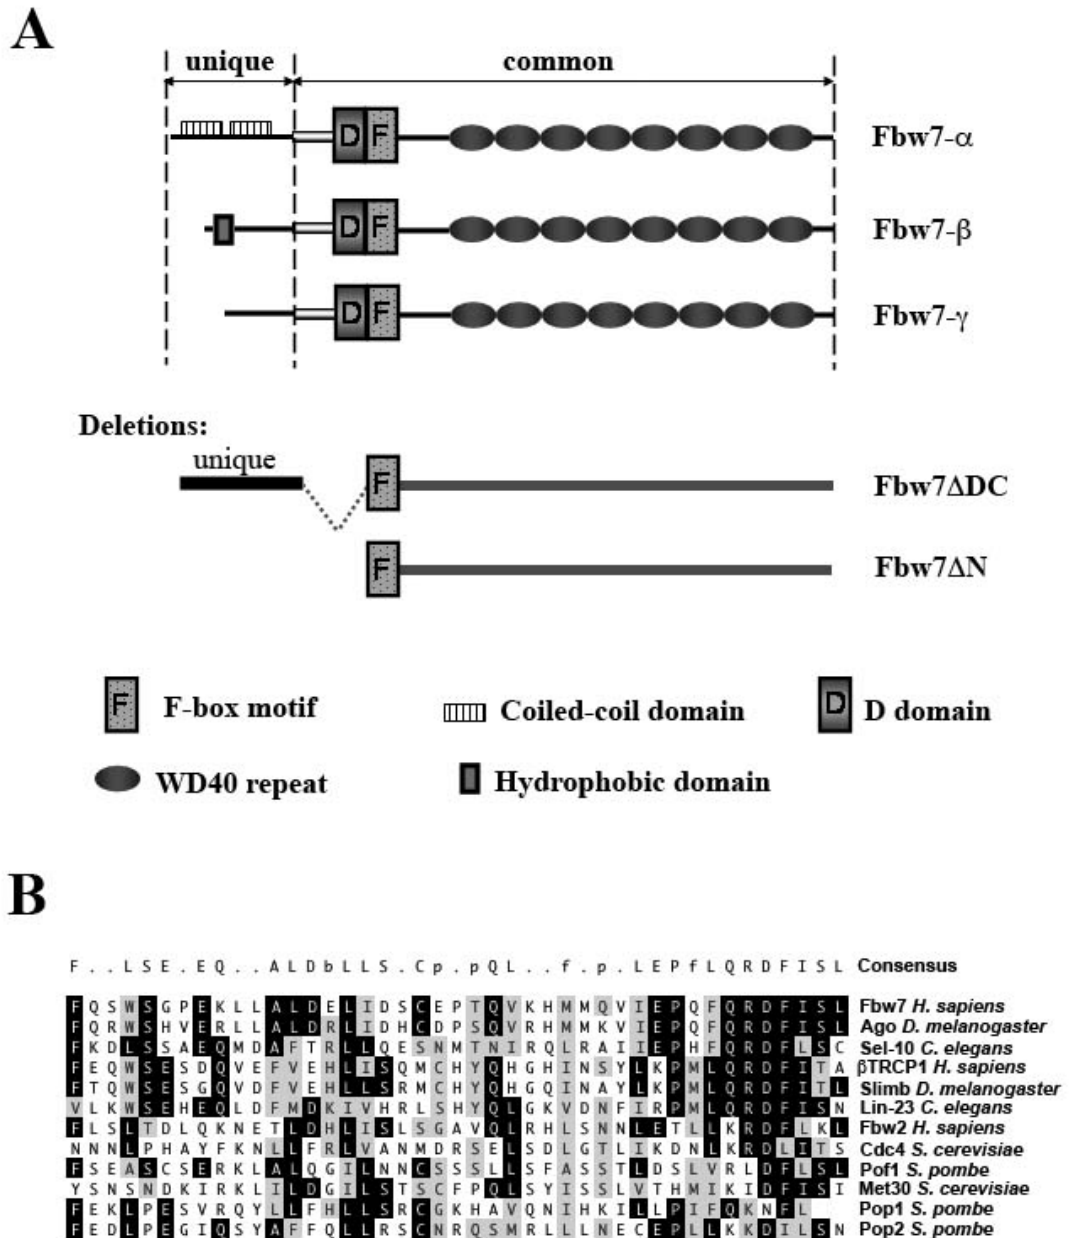 A
unique common
D F Fbw7-α
D F Fbw7-β
D F Fbw7-γ
Deletions:
unique
F Fbw7ΔDC
F Fbw7ΔN
F F-box motif Coiled-coil domain D D domain
WD40 repeat Hydrophobic domain
B
F . . L S E . E Q . . A L D b L L S . C p . p Q L . . f . p . L E P f L Q R D F I S L Consensus
F Q S W S G P E K L L A L D E L I D S C E P T Q V K H M M Q V I E P Q F Q R D F I S L Fbw7 H. sapiens
F Q R W S H V E R L L A L D R L I D H C D P S Q V R H M M K V I E P Q F Q R D F I S L Ago D. melanogaster
F K D L S S A E Q M D A F T R L L Q E S N M T N I R Q L R A I I E P H F Q R D F L S C Sel-10 C. elegans
F E Q W S E S D Q V E F V E H L I S Q M C H Y Q H G H I N S Y L K P M L Q R D F I T A βTRCP1 H. sapiens
F T Q W S E S G Q V D F V E H L L S R M C H Y Q H G Q I N A Y L K P M L Q R D F I T L Slimb D. melanogaster
V L K W S E H E Q L D F M D K I V H R L S H Y Q L G K V D N F I R P M L Q R D F I S N Lin-23 C. elegans
F L S L T D L Q K N E T L D H L I S L S G A V Q L R H L S N N L E T L L K R D F L K L Fbw2 H. sapiens
N N N L P H A Y F K N L L F R L V A N M D R S E L S D L G T L I K D N L K R D L I T S Cdc4 S. cerevisiae
F S E A S C S E R K L A L Q G I L N N C S S S L L S F A S S T L D S L V R L D F L S L Pof1 S. pombe
Y S N S N D K I R K L I L D G I L S T S C F P Q L S Y I S S L V T H M I K I D F I S I Met30 S. cerevisiae
F E K L P E S V R Q Y L L F H L L S R C G K H A V Q N I H K I L L P I F Q K N F L Pop1 S. pombe
F E D L P E G I Q S Y A F F Q L L R S C N R Q S M R L L L N E C E P L L K K D I L S N Pop2 S. pombe